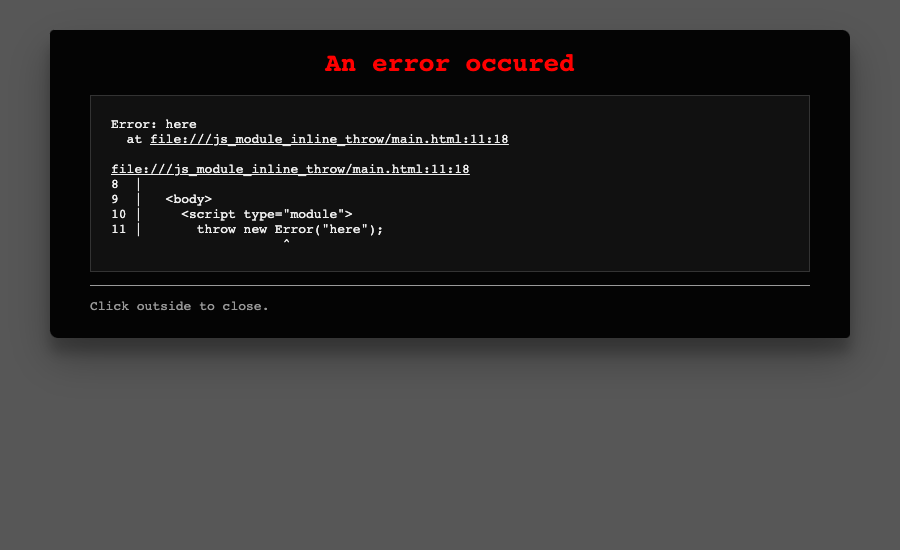 An error occured
Error: here
  at file:///js_module_inline_throw/main.html:11:18
file:///js_module_inline_throw/main.html:11:18
8  |
9  |   <body>
10 |     <script type="module">
11 |       throw new Error("here");
                      ^
Click outside to close.